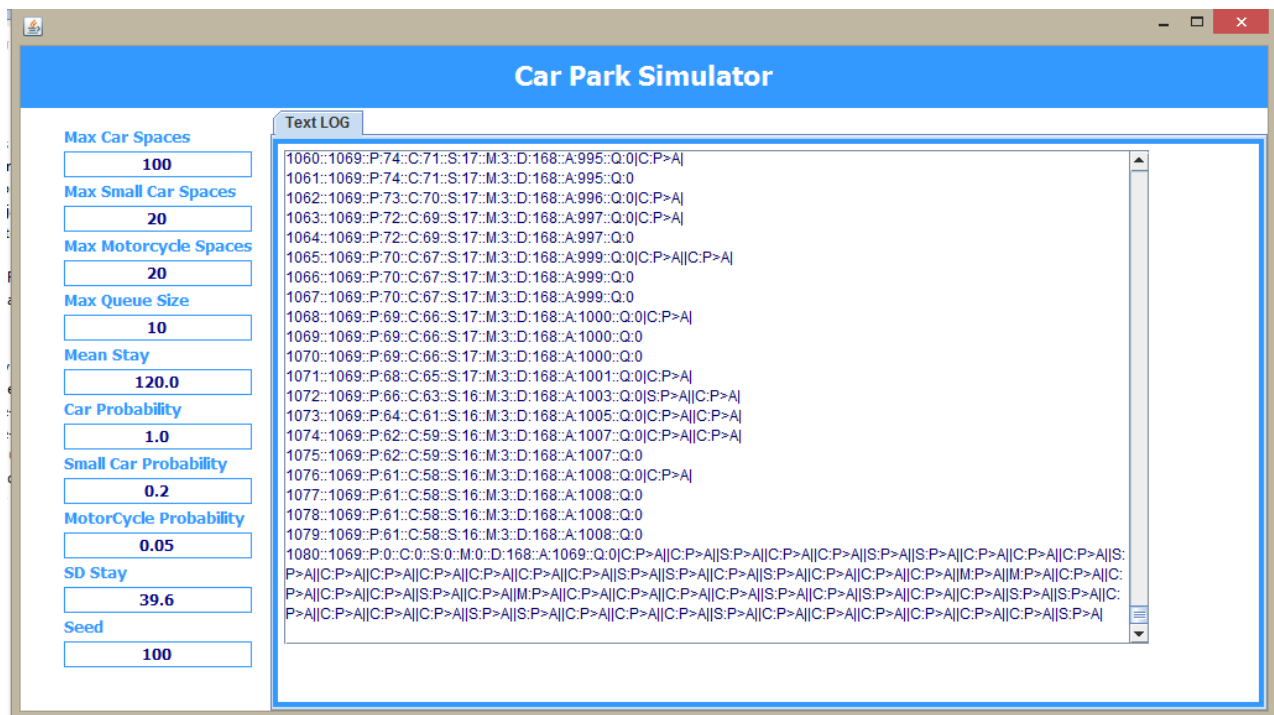 Car Park Simulator
Max Car Spaces
100
Max Small Car Spaces
20
Max Motorcycle Spaces
20
Max Queue Size
10
Mean Stay
120.0
Car Probability
1.0
Small Car Probability
0.2
MotorCycle Probability
0.05
SD Stay
39.6
Seed
100
Text LOG
1060::1069::P:74::C:71::S:17::M:3::D:168::A:995::Q:0|C:P>A|
1061::1069::P:74::C:71::S:17::M:3::D:168::A:995::Q:0
1062::1069::P:73::C:70::S:17::M:3::D:168::A:996::Q:0|C:P>A|
1063::1069::P:72::C:69::S:17::M:3::D:168::A:997::Q:0|C:P>A|
1064::1069::P:72::C:69::S:17::M:3::D:168::A:997::Q:0
1065::1069::P:70::C:67::S:17::M:3::D:168::A:999::Q:0|C:P>A||C:P>A|
1066::1069::P:70::C:67::S:17::M:3::D:168::A:999::Q:0
1067::1069::P:70::C:67::S:17::M:3::D:168::A:999::Q:0
1068::1069::P:69::C:66::S:17::M:3::D:168::A:1000::Q:0|C:P>A|
1069::1069::P:69::C:66::S:17::M:3::D:168::A:1000::Q:0
1070::1069::P:69::C:66::S:17::M:3::D:168::A:1000::Q:0
1071::1069::P:68::C:65::S:17::M:3::D:168::A:1001::Q:0|C:P>A|
1072::1069::P:66::C:63::S:16::M:3::D:168::A:1003::Q:0|S:P>A||C:P>A|
1073::1069::P:64::C:61::S:16::M:3::D:168::A:1005::Q:0|C:P>A||C:P>A|
1074::1069::P:62::C:59::S:16::M:3::D:168::A:1007::Q:0|C:P>A||C:P>A|
1075::1069::P:62::C:59::S:16::M:3::D:168::A:1007::Q:0
1076::1069::P:61::C:58::S:16::M:3::D:168::A:1008::Q:0|C:P>A|
1077::1069::P:61::C:58::S:16::M:3::D:168::A:1008::Q:0
1078::1069::P:61::C:58::S:16::M:3::D:168::A:1008::Q:0
1079::1069::P:61::C:58::S:16::M:3::D:168::A:1008::Q:0
1080::1069::P:0::C:0::S:0::M:0::D:168::A:1069::Q:0|C:P>A||C:P>A||S:P>A||C:P>A||C:P>A||S:P>A||S:P>A||C:P>A||C:P>A||C:P>A||S:
P>A||C:P>A||C:P>A||C:P>A||C:P>A||C:P>A||C:P>A||S:P>A||S:P>A||C:P>A||S:P>A||C:P>A||C:P>A||C:P>A||M:P>A||M:P>A||C:P>A||C:
P>A||C:P>A||C:P>A||S:P>A||C:P>A||M:P>A||C:P>A||C:P>A||C:P>A||C:P>A||S:P>A||C:P>A||S:P>A||C:P>A||C:P>A||S:P>A||S:P>A||C:
P>A||C:P>A||C:P>A||C:P>A||S:P>A||S:P>A||C:P>A||C:P>A||C:P>A||S:P>A||C:P>A||C:P>A||C:P>A||C:P>A||C:P>A||C:P>A||S:P>A|